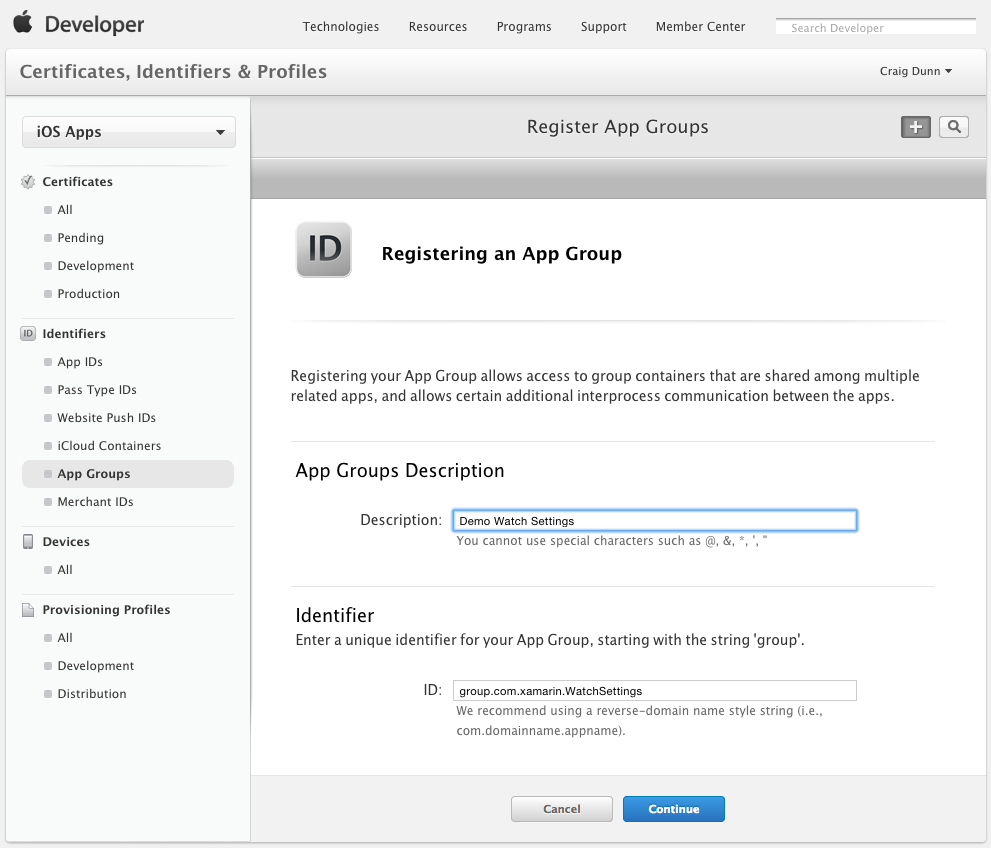 Developer
Technologies
Resources
Programs
Support
Member Center
Search Developer
Certificates, Identifiers & Profiles
Craig Dunn
iOS Apps
Certificates
All
Pending
Development
Production
ID Identifiers
App IDs
Pass Type IDs
Website Push IDs
iCloud Containers
App Groups
Merchant IDs
Devices
All
Provisioning Profiles
All
Development
Distribution
Register App Groups
ID
Registering an App Group
Registering your App Group allows access to group containers that are shared among multiple
related apps, and allows certain additional interprocess communication between the apps.
App Groups Description
Description: Demo Watch Settings
You cannot use special characters such as @, &, *, ', "
Identifier
Enter a unique identifier for your App Group, starting with the string 'group'.
ID: group.com.xamarin.WatchSettings
We recommend using a reverse-domain name style string (i.e.,
com.domainname.appname).
Cancel
Continue